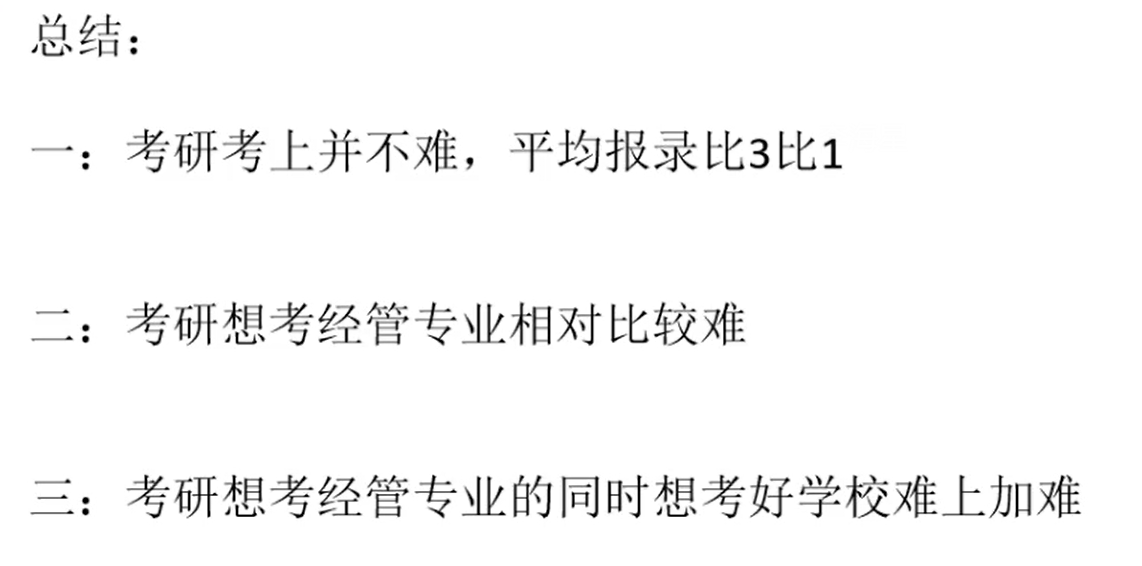 总结：
一：考研考上并不难，平均报录比3比1
二：考研想考经管专业相对比较难
三：考研想考经管专业的同时想考好学校难上加难